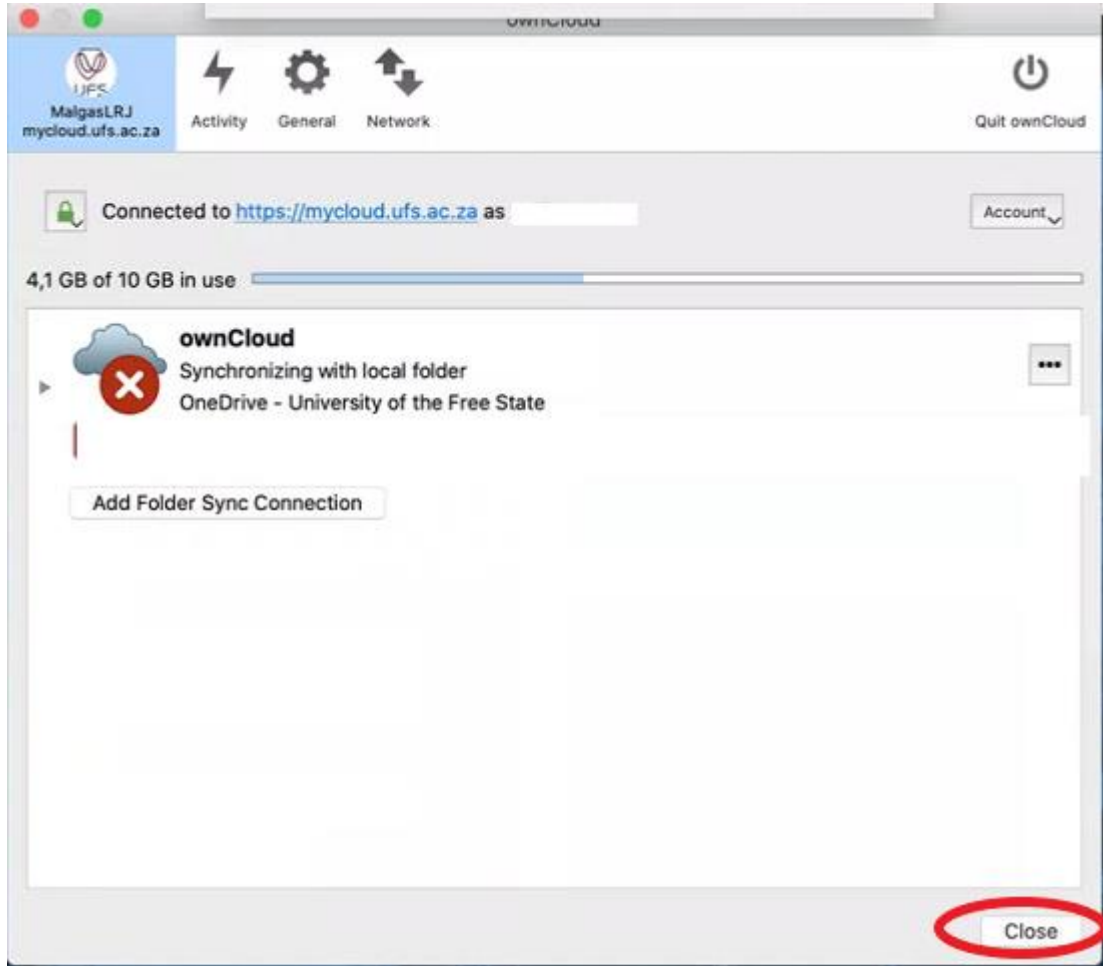 ownCloud
UFS
MalgasLRJ
mycloud.ufs.ac.za
Activity
General
Network
Quit ownCloud
Connected to https://mycloud.ufs.ac.za as
Account
4,1 GB of 10 GB in use
ownCloud
Synchronizing with local folder
OneDrive - University of the Free State
Add Folder Sync Connection
Close